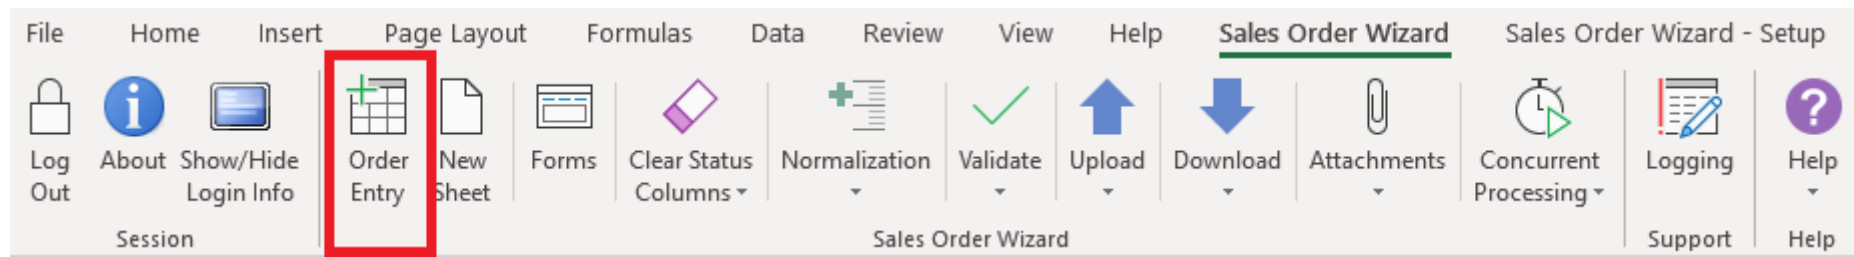 File Home Insert Page Layout Formulas Data Review View Help Sales Order Wizard Sales Order Wizard - Setup
Log Out
About
Show/Hide Login Info
Order Entry
New Sheet
Forms
Clear Status Columns
Normalization
Validate
Upload
Download
Attachments
Concurrent Processing
Logging
Help
Session
Sales Order Wizard
Support
Help